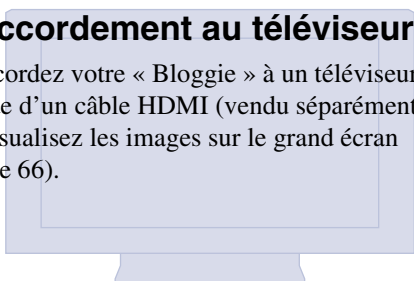 ccordement au téléviseur
cordez votre « Bloggie » à un téléviseur
e d'un câble HDMI (vendu séparément
sualisez les images sur le grand écran
e 66).